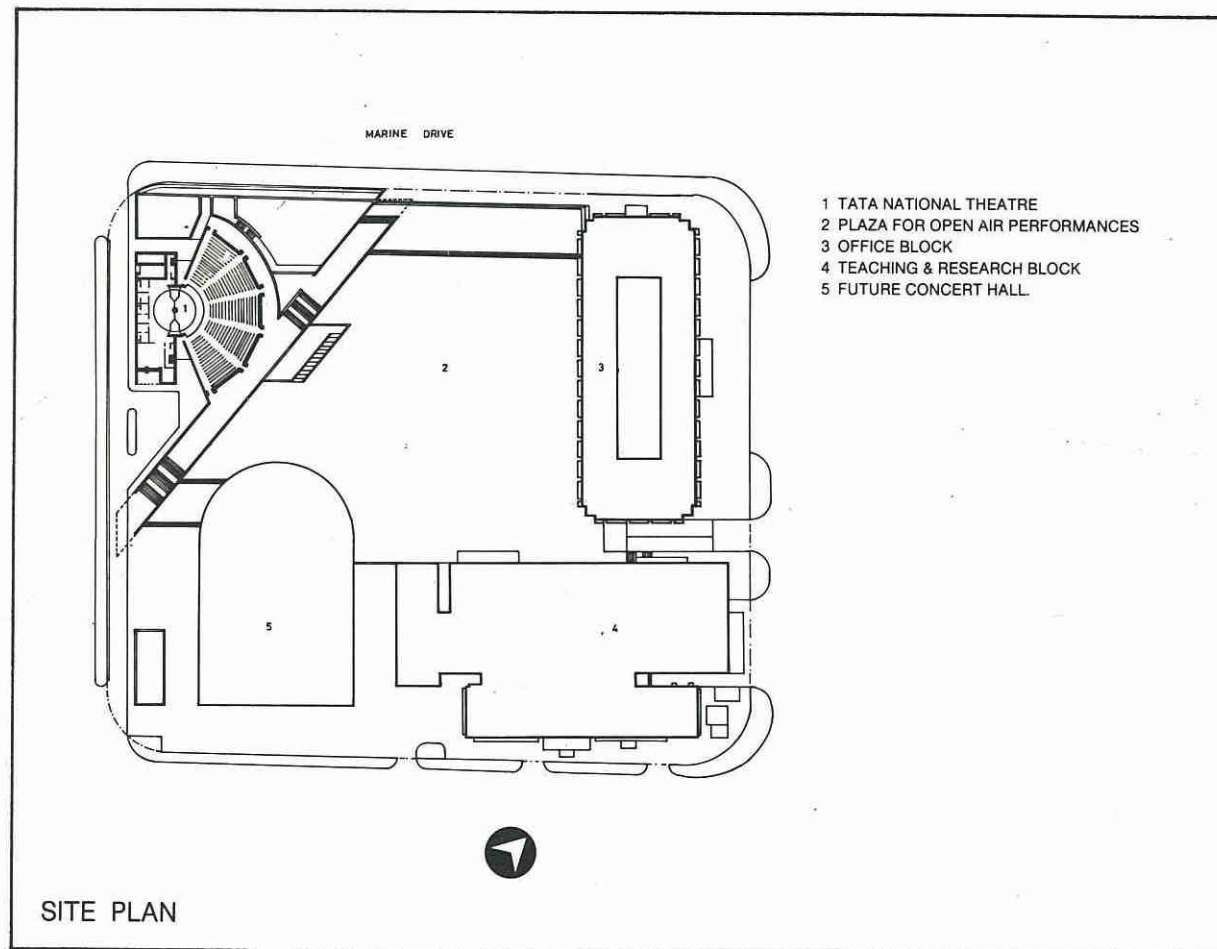 MARINE DRIVE
1 TATA NATIONAL THEATRE
2 PLAZA FOR OPEN AIR PERFORMANCES
3 OFFICE BLOCK
4 TEACHING & RESEARCH BLOCK
5 FUTURE CONCERT HALL.
1
2
3
5
4
SITE PLAN